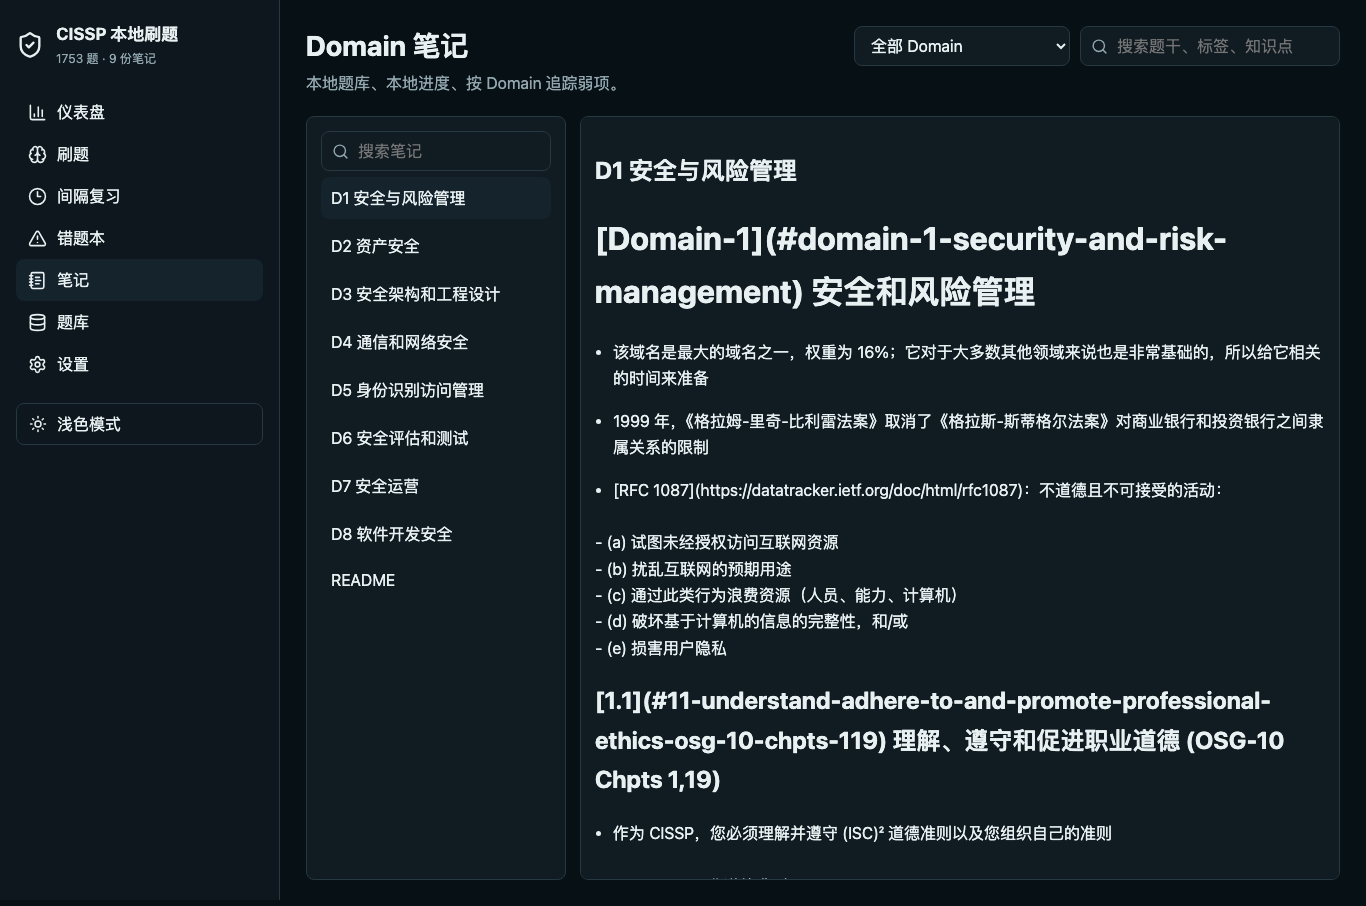 CISSP 本地刷题
1753 题 · 9 份笔记
仪表盘
刷题
间隔复习
错题本
笔记
题库
设置
浅色模式
Domain 笔记
本地题库、本地进度、按 Domain 追踪弱项。
全部 Domain
搜索题干、标签、知识点
搜索笔记
D1 安全与风险管理
D2 资产安全
D3 安全架构和工程设计
D4 通信和网络安全
D5 身份识别访问管理
D6 安全评估和测试
D7 安全运营
D8 软件开发安全
README
D1 安全与风险管理
[Domain-1](#domain-1-security-and-risk-
management) 安全和风险管理
• 该域名是最大的域名之一，权重为 16%；它对于大多数其他领域来说也是非常基础的，所以给它相关
的时间来准备
• 1999 年，《格拉姆-里奇-比利雷法案》取消了《格拉斯-斯蒂格尔法案》对商业银行和投资银行之间隶
属关系的限制
• [RFC 1087](https://datatracker.ietf.org/doc/html/rfc1087)：不道德且不可接受的活动：
- (a) 试图未经授权访问互联网资源
- (b) 扰乱互联网的预期用途
- (c) 通过此类行为浪费资源（人员、能力、计算机）
- (d) 破坏基于计算机的信息的完整性，和/或
- (e) 损害用户隐私
[1.1](#11-understand-adhere-to-and-promote-professional-
ethics-osg-10-chpts-119) 理解、遵守和促进职业道德 (OSG-10
Chpts 1,19)
• 作为 CISSP，您必须理解并遵守 (ISC)² 道德准则以及您组织自己的准则